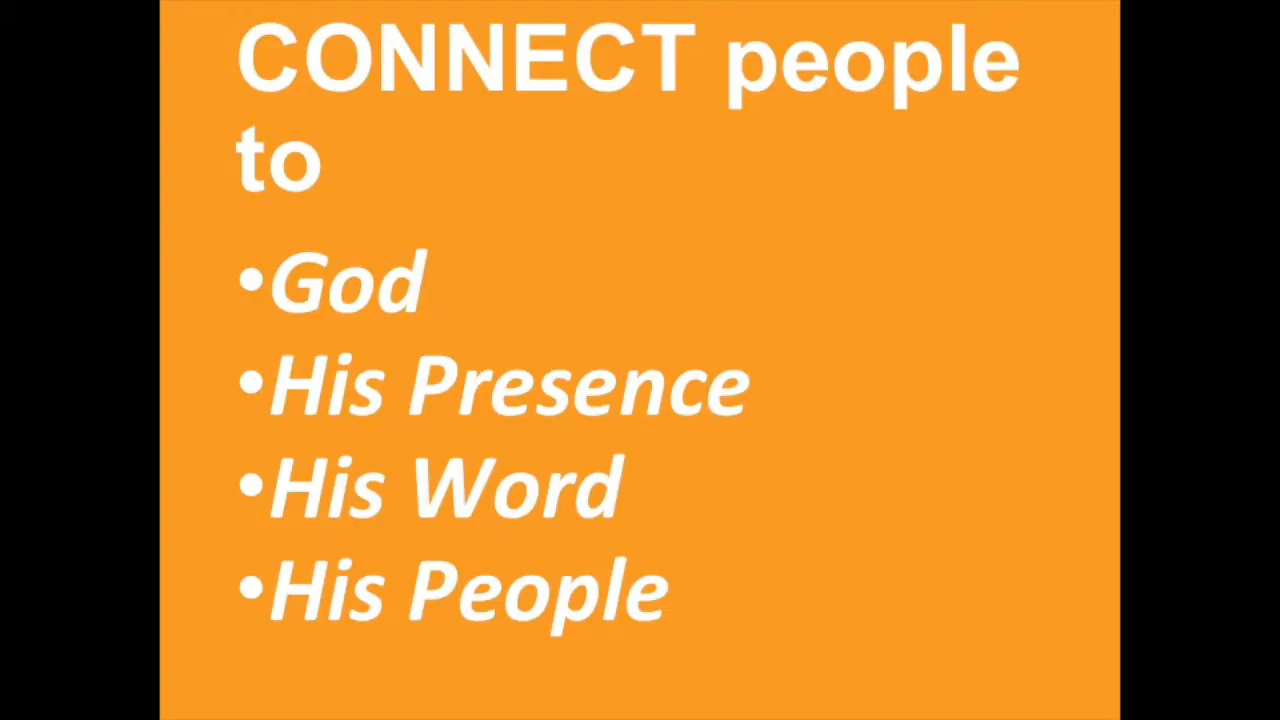 CONNECT people
to
•God
•His Presence
•His Word
•His People